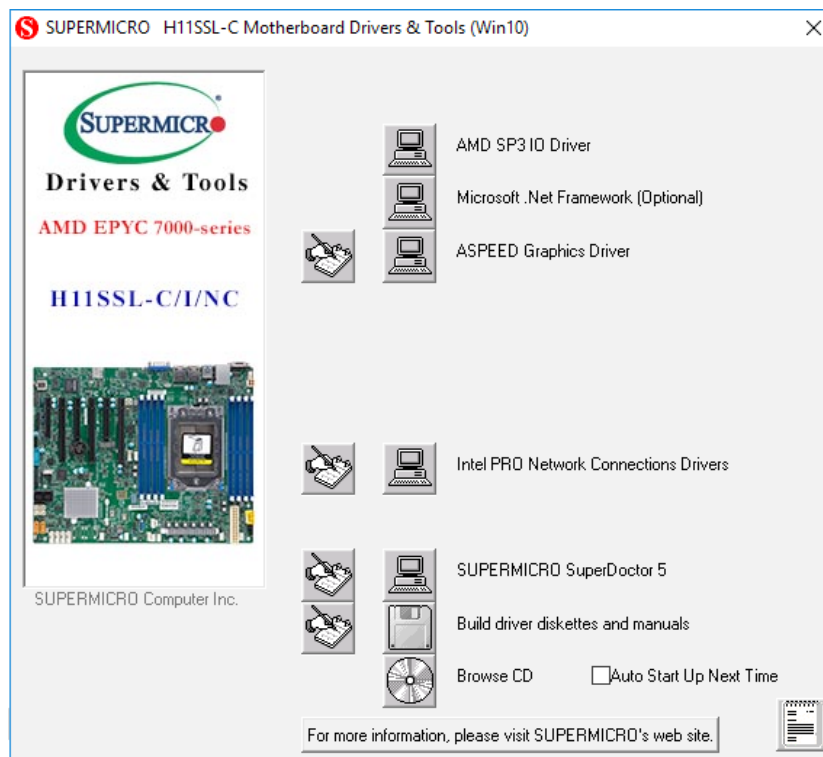 SUPERMICRO H11SSL-C Motherboard Drivers & Tools (Win10)
SUPERMICRO
Drivers & Tools
AMD EPYC 7000-series
H11SSL-C/I/NC
SUPERMICRO Computer Inc.
AMD SP3 IO Driver
Microsoft .Net Framework (Optional)
ASPEED Graphics Driver
Intel PRO Network Connections Drivers
SUPERMICRO SuperDoctor 5
Build driver diskettes and manuals
Browse CD
Auto Start Up Next Time
For more information, please visit SUPERMICRO's web site.